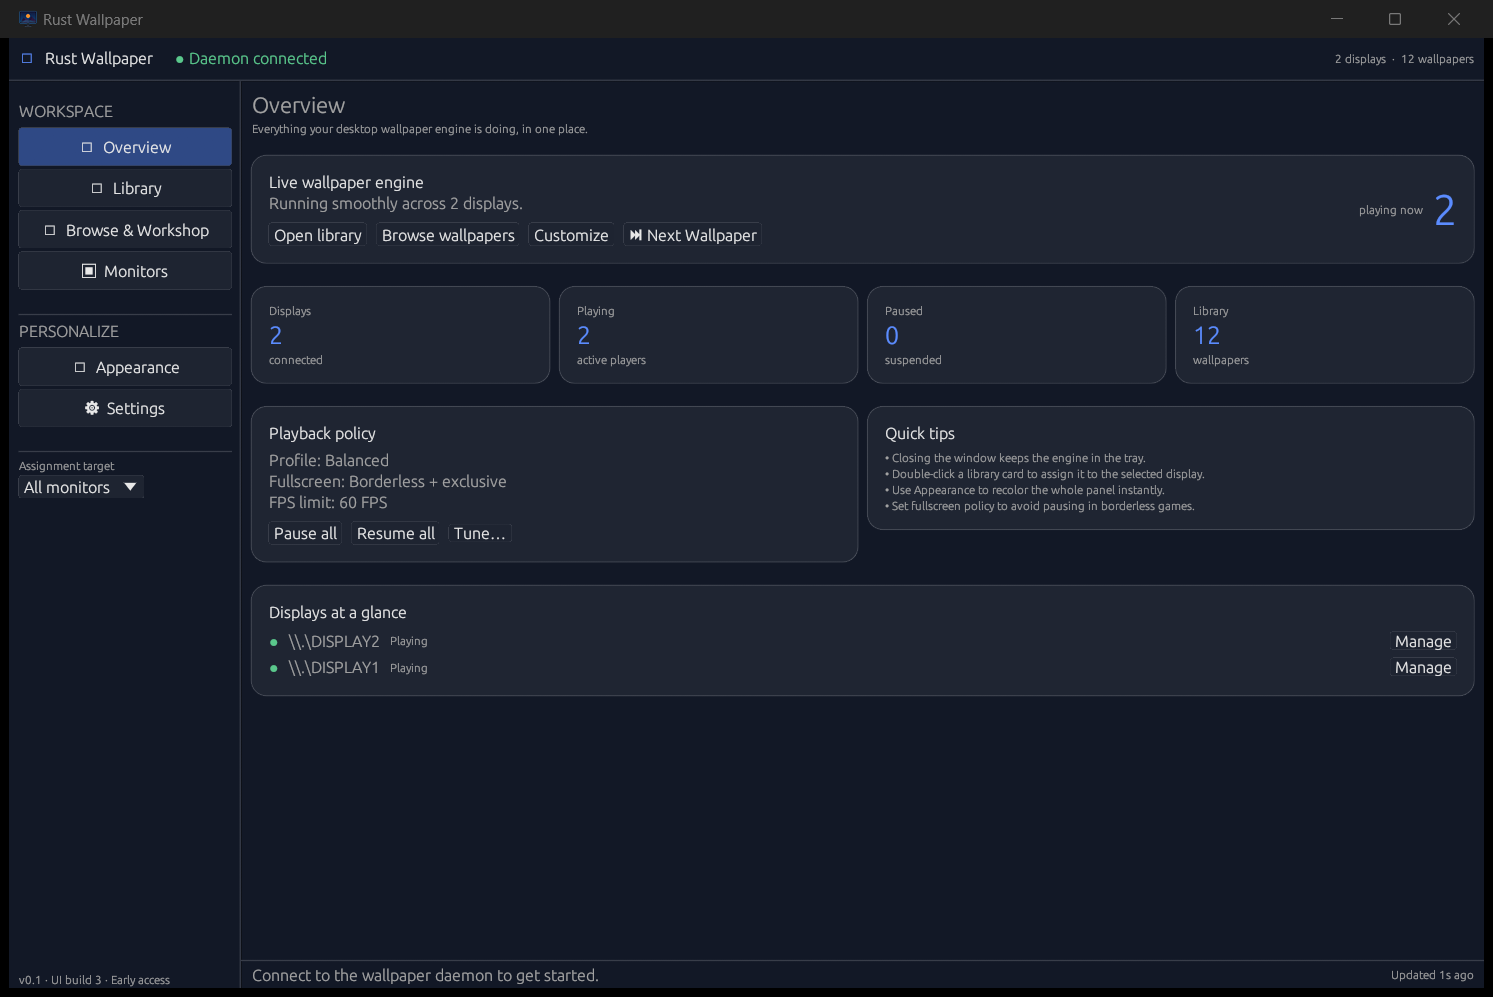 Rust Wallpaper
Rust Wallpaper
● Daemon connected
2 displays · 12 wallpapers
WORKSPACE
Overview
Library
Browse & Workshop
Monitors
PERSONALIZE
Appearance
Settings
Assignment target
All monitors
v0.1 · UI build 3 · Early access
Overview
Everything your desktop wallpaper engine is doing, in one place.
Live wallpaper engine
Running smoothly across 2 displays.
Open library
Browse wallpapers
Customize
⏭ Next Wallpaper
playing now 2
Displays
2
connected
Playing
2
active players
Paused
0
suspended
Library
12
wallpapers
Playback policy
Profile: Balanced
Fullscreen: Borderless + exclusive
FPS limit: 60 FPS
Pause all
Resume all
Tune...
Quick tips
• Closing the window keeps the engine in the tray.
• Double-click a library card to assign it to the selected display.
• Use Appearance to recolor the whole panel instantly.
• Set fullscreen policy to avoid pausing in borderless games.
Displays at a glance
● \\.\DISPLAY2 Playing
Manage
● \\.\DISPLAY1 Playing
Manage
Connect to the wallpaper daemon to get started.
Updated 1s ago